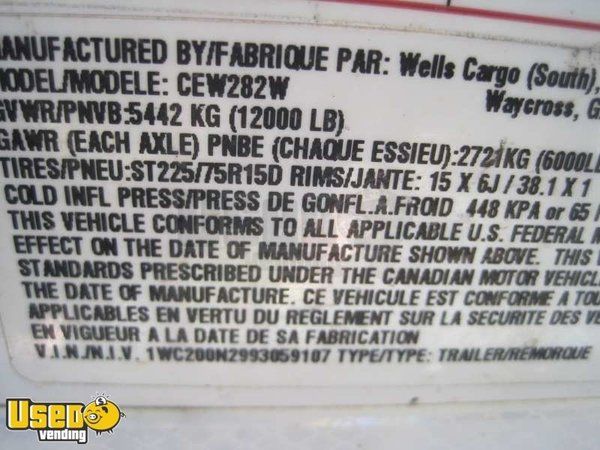 MANUFACTURED BY/FABRIQUE PAR: Wells Cargo (South),
MODEL/MODELE: CEW282W Waycross, G
GVWR/PNVB:5442 KG (12000 LB)
GAWR (EACH AXLE) PNBE (CHAQUE ESSIEU):2721KG (6000LB
TIRES/PNEU:ST225/75R15D RIMS/JANTE: 15 X 6J / 38.1 X 1
COLD INFL PRESS/PRESS DE GONFL.A.FROID 448 KPA or 65
THIS VEHICLE CONFORMS TO ALL APPLICABLE U.S. FEDERAL M
EFFECT ON THE DATE OF MANUFACTURE SHOWN ABOVE. THIS V
STANDARDS PRESCRIBED UNDER THE CANADIAN MOTOR VEHICL
THE DATE OF MANUFACTURE. CE VEHICULE EST CONFORME A TOU
APPLICABLES EN VERTU DU REGLEMENT SUR LA SECURITE DES VE
EN VIGUEUR A LA DATE DE SA FABRICATION
V.I.N./N.I.V. 1WC200N2993059107 TYPE/TYPE: TRAILER/REMORQUE
UsedVending